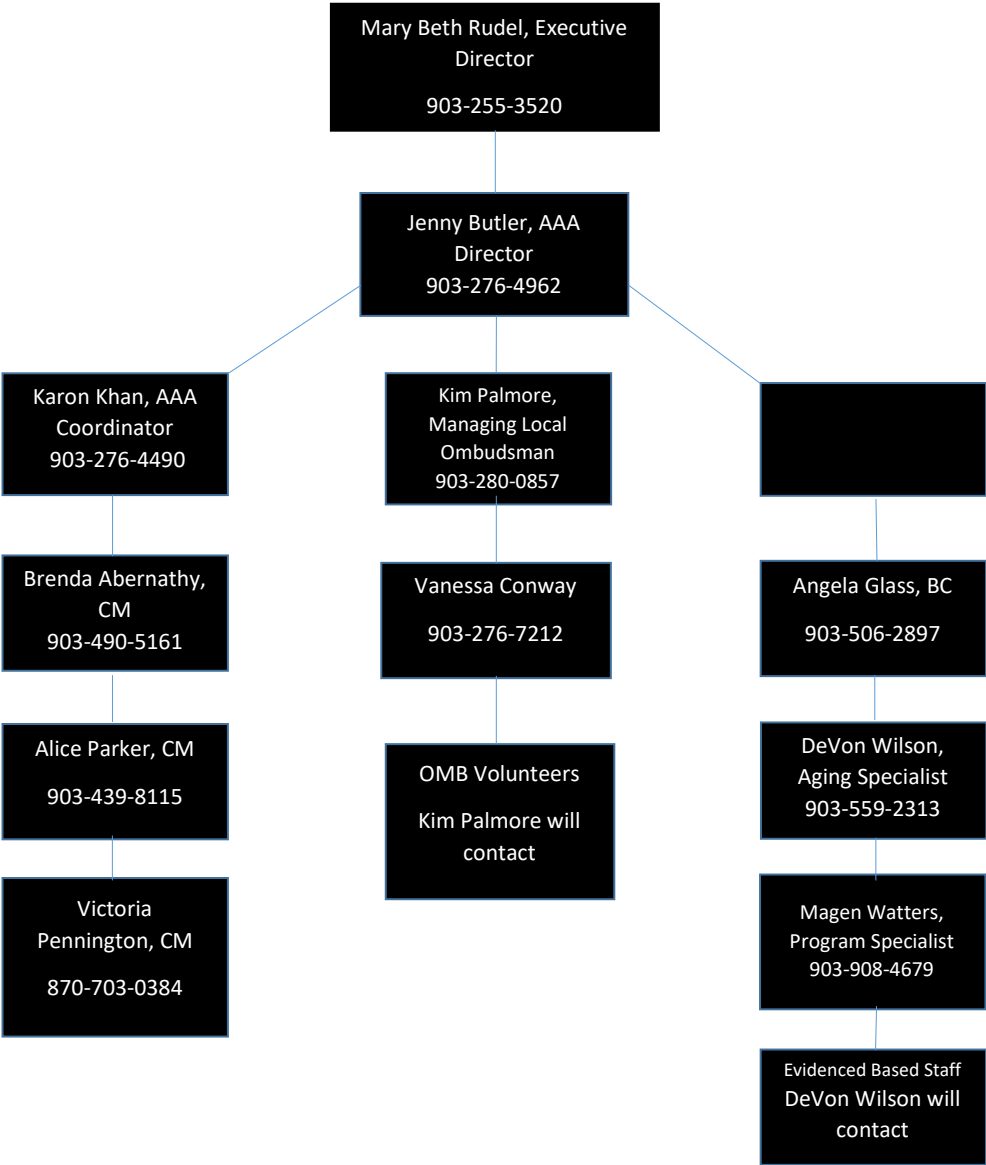 Mary Beth Rudel, Executive
Director
903-255-3520
Jenny Butler, AAA
Director
903-276-4962
Karon Khan, AAA
Coordinator
903-276-4490
Kim Palmore,
Managing Local
Ombudsman
903-280-0857
Brenda Abernathy,
CM
903-490-5161
Vanessa Conway
903-276-7212
Angela Glass, BC
903-506-2897
Alice Parker, CM
903-439-8115
OMB Volunteers
Kim Palmore will
contact
DeVon Wilson,
Aging Specialist
903-559-2313
Victoria
Pennington, CM
870-703-0384
Magen Watters,
Program Specialist
903-908-4679
Evidenced Based Staff
DeVon Wilson will
contact